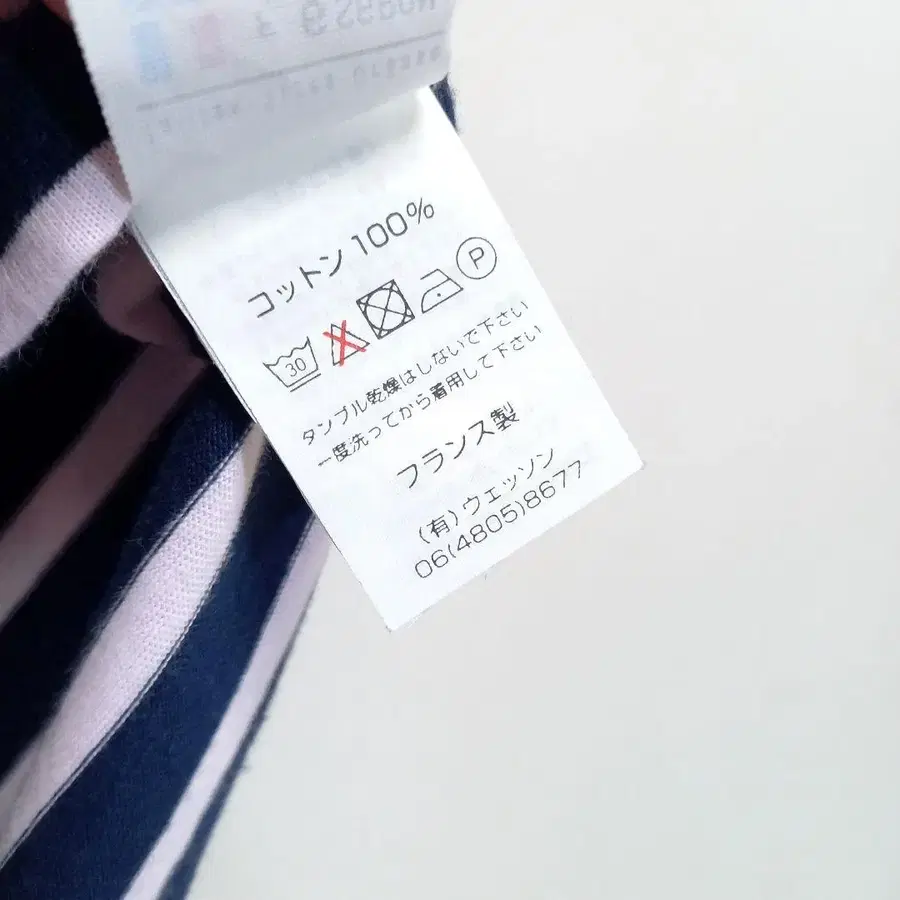 コットン 100%
30 P
タンブル乾燥はしないで下さい
一度洗ってから着用して下さい
フランス製
(有)ウェッソン
06(4805)8677